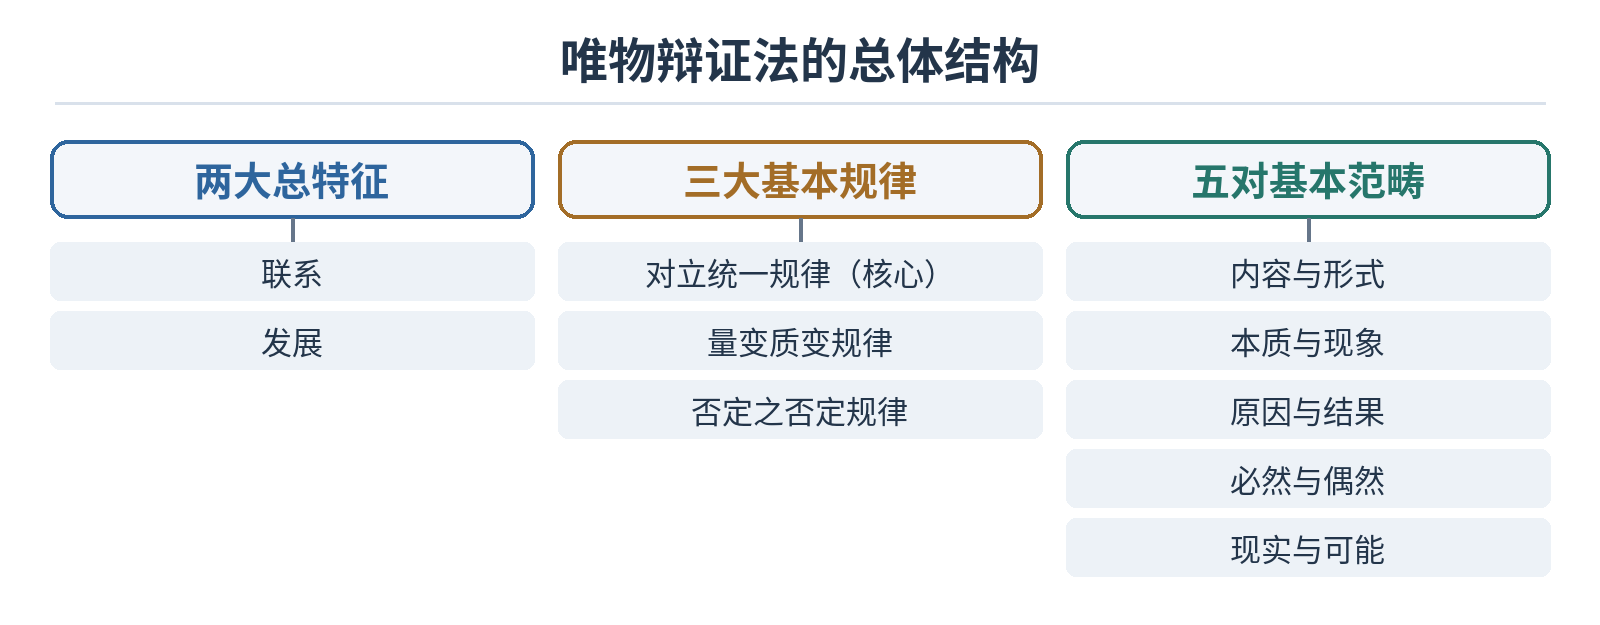 唯物辩证法的总体结构
两大总特征
联系
发展
三大基本规律
对立统一规律（核心）
量变质变规律
否定之否定规律
五对基本范畴
内容与形式
本质与现象
原因与结果
必然与偶然
现实与可能